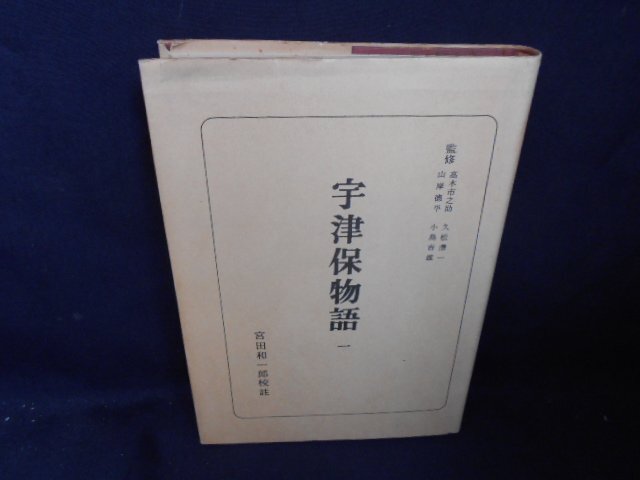 監修 高木市之助 久松潜一
山岸徳平 小島吉雄
宇津保物語 一
宮田和一郎校註